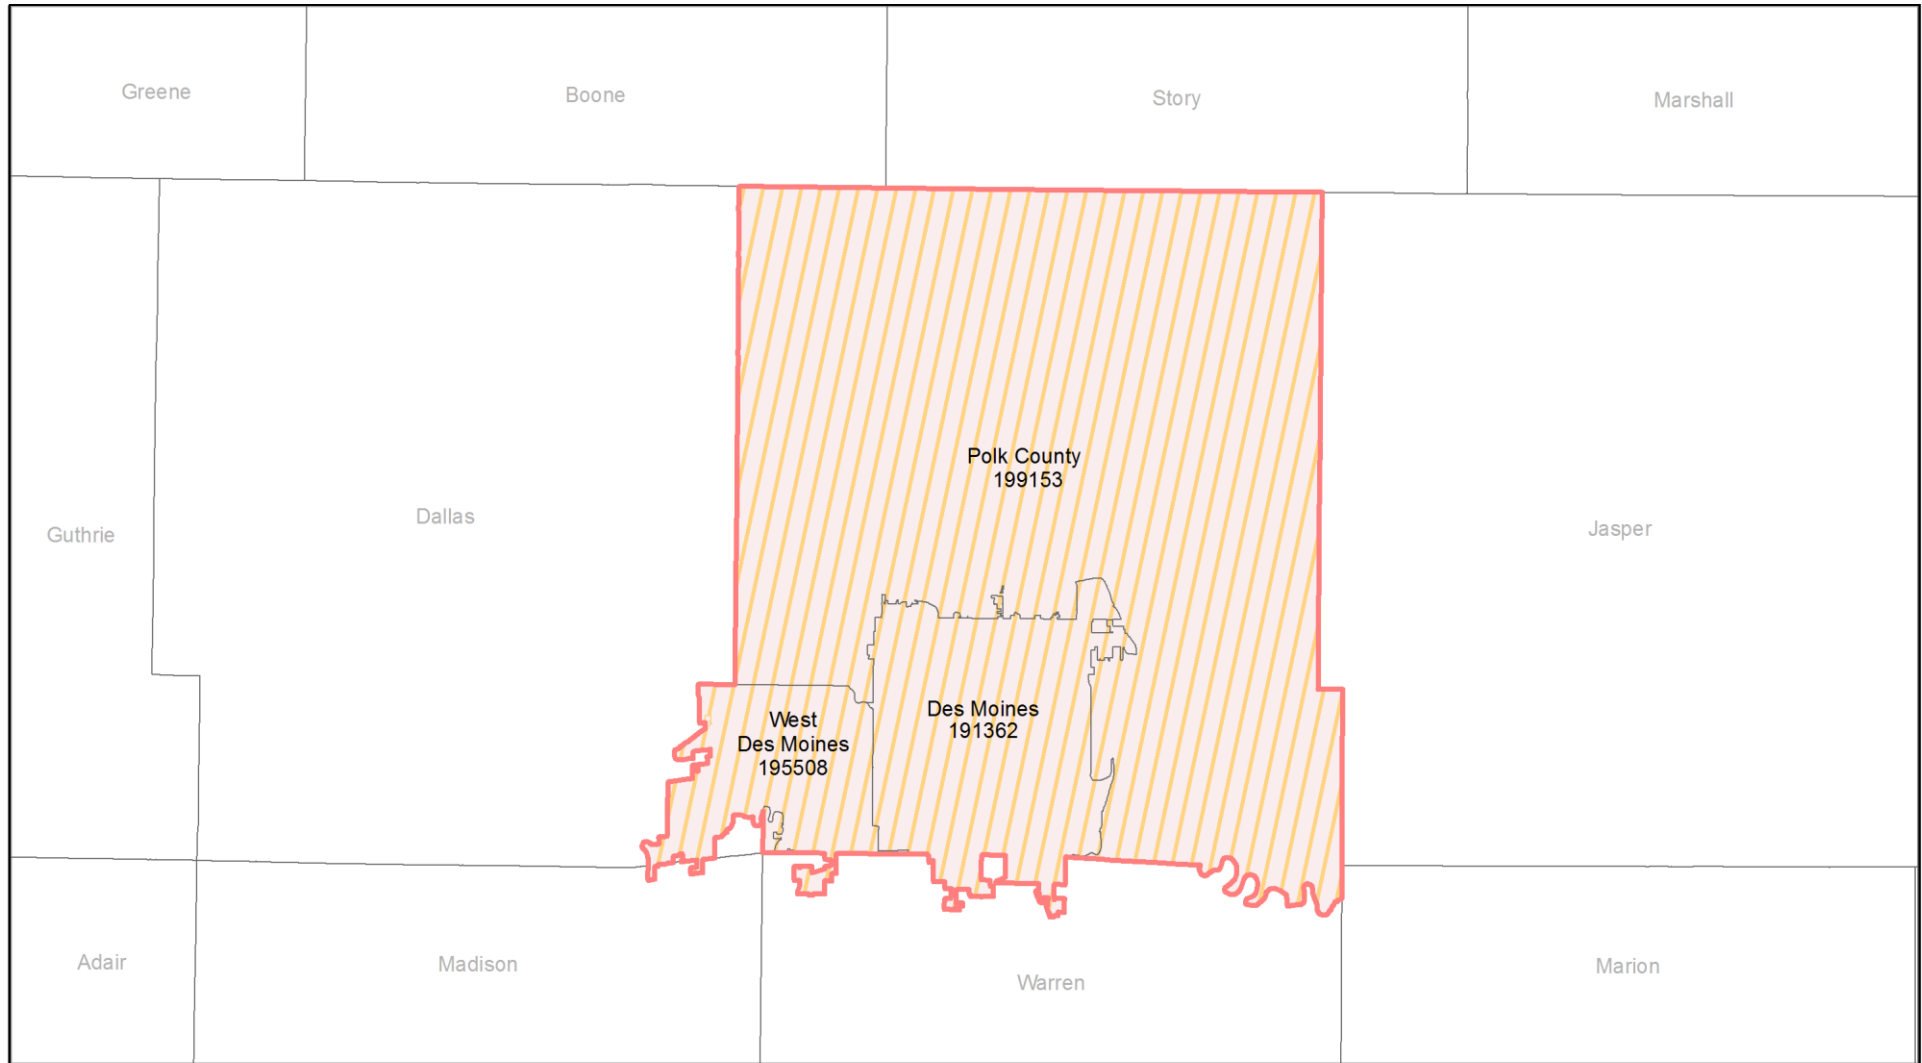 Greene
Boone
Story
Marshall
Polk County
199153
Dallas
Jasper
Guthrie
Des Moines
191362
West
Des Moines
195508
Adair
Madison
Warren
Marion